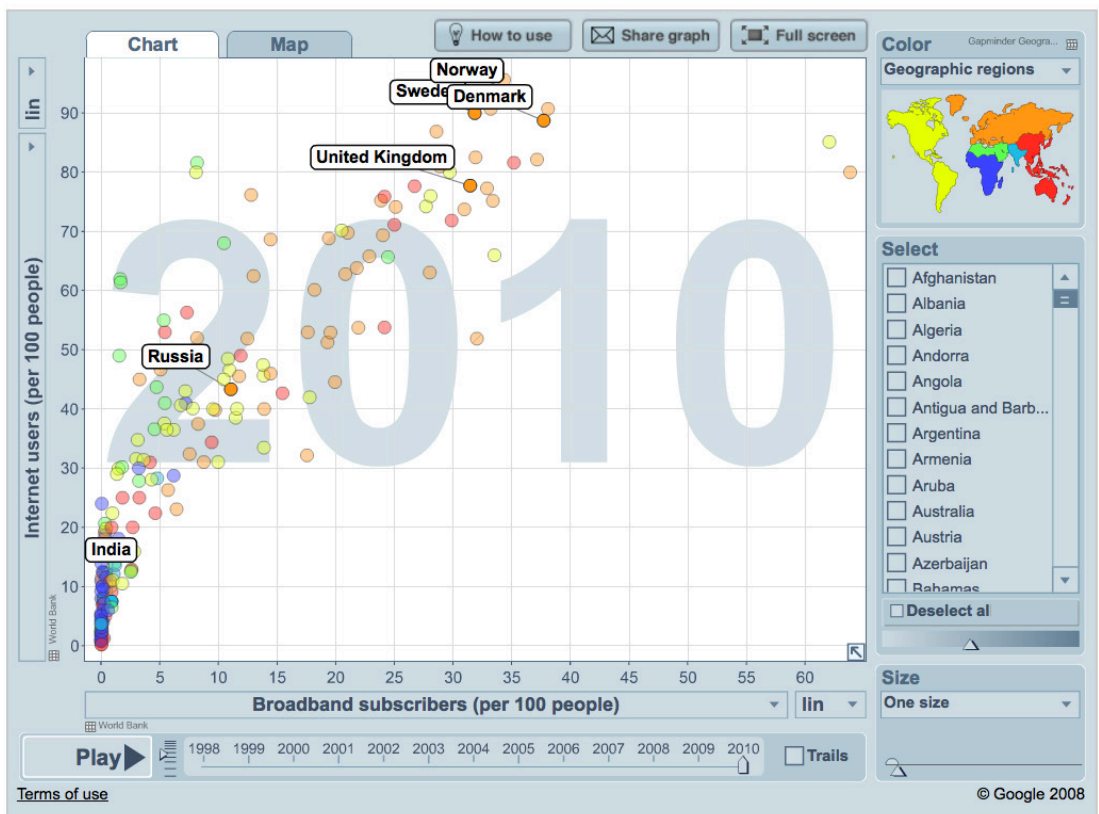 Chart
Map
How to use
Share graph
Full screen
Color
Gapminder Geogra...
Geographic regions
lin
Internet users (per 100 people)
World Bank
90
80
70
60
50
40
30
20
10
0
2010
Norway
Swede
Denmark
United Kingdom
Russia
India
Select
Afghanistan
Albania
Algeria
Andorra
Angola
Antigua and Barb...
Argentina
Armenia
Aruba
Australia
Austria
Azerbaijan
Bahamas
Deselect al
0 5 10 15 20 25 30 35 40 45 50 55 60
Broadband subscribers (per 100 people)
lin
World Bank
Size
One size
Play
1998 1999 2000 2001 2002 2003 2004 2005 2006 2007 2008 2009 2010
Trails
Terms of use
© Google 2008